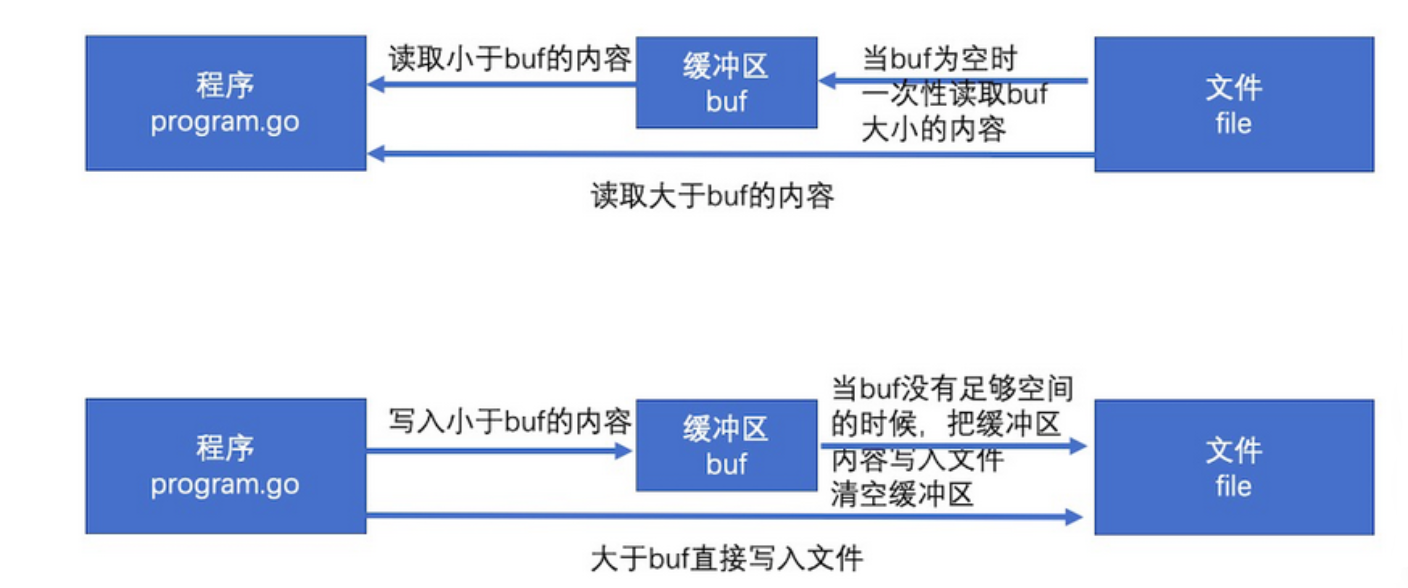 程序
program.go
读取小于buf的内容
缓冲区
buf
当buf为空时
一次性读取buf
大小的内容
文件
file
读取大于buf的内容
程序
program.go
写入小于buf的内容
缓冲区
buf
当buf没有足够空间
的时候，把缓冲区
内容写入文件
清空缓冲区
文件
file
大于buf直接写入文件